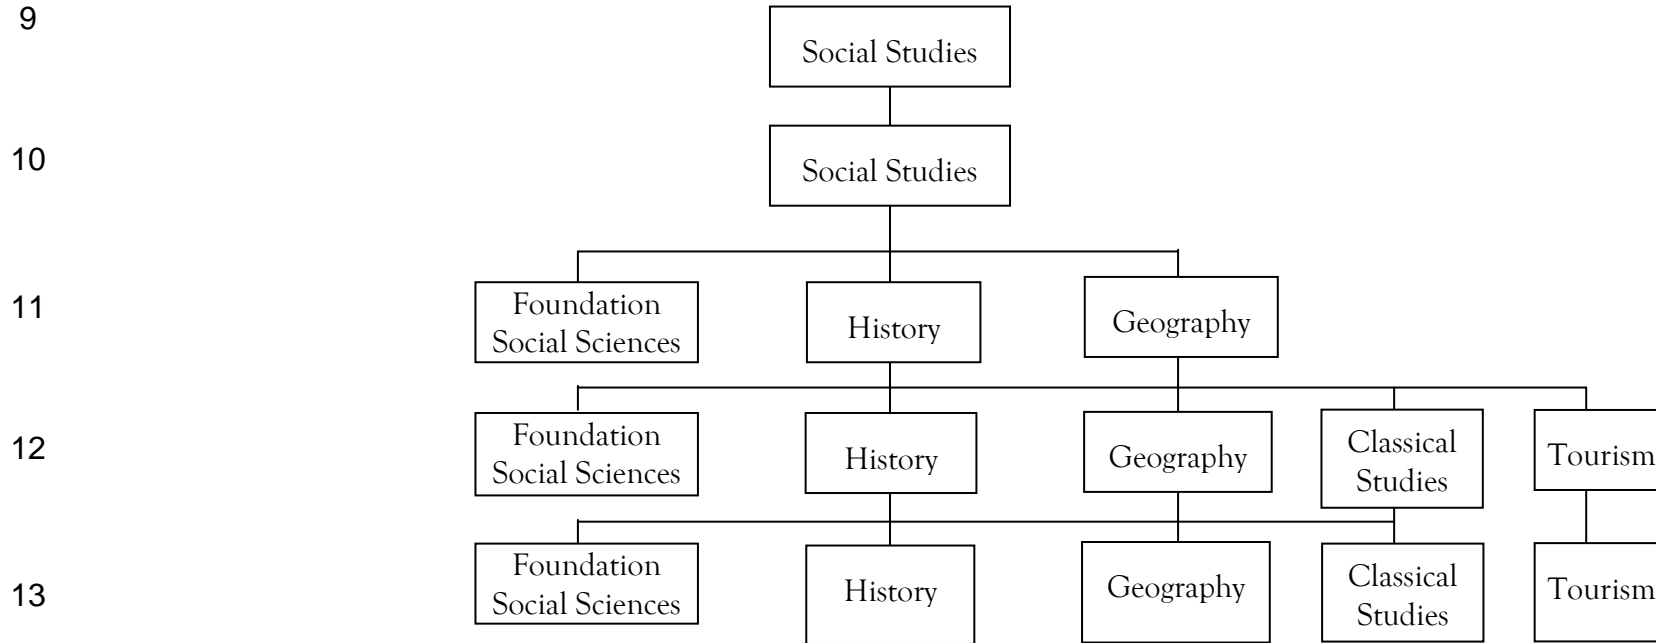 9
Social Studies
10
Social Studies
11
Foundation
Social Sciences
History
Geography
12
Foundation
Social Sciences
History
Geography
Classical
Studies
Tourism
13
Foundation
Social Sciences
History
Geography
Classical
Studies
Tourism